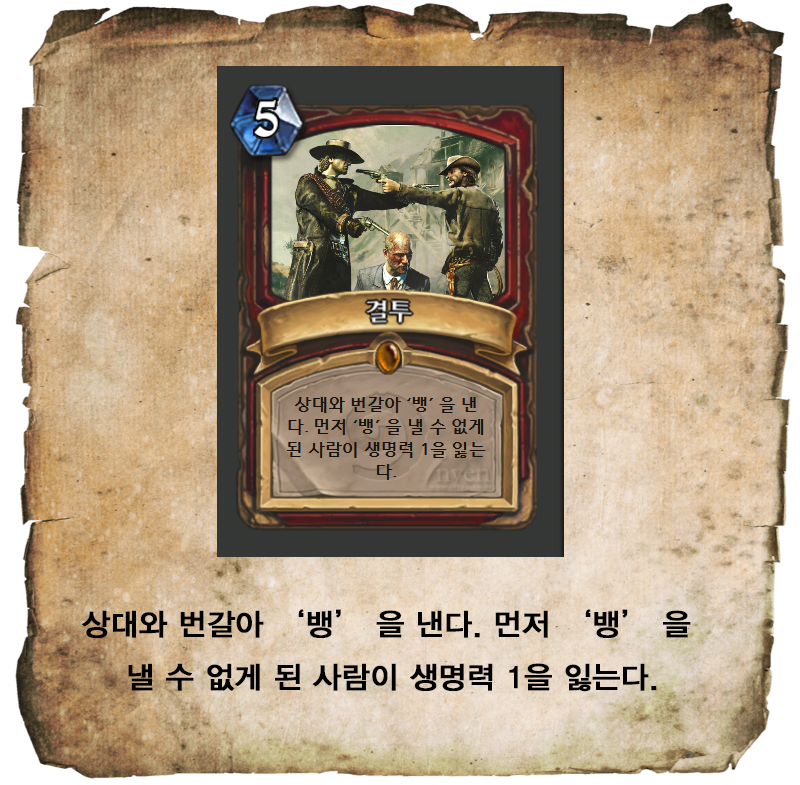 5
결투
상대와 번갈아 ‘뱅’ 을 낸
다. 먼저 ‘뱅’ 을 낼 수 없게
된 사람이 생명력 1을 잃는
다.
상대와 번갈아 ‘뱅’ 을 낸다. 먼저 ‘뱅’ 을
낼 수 없게 된 사람이 생명력 1을 잃는다.